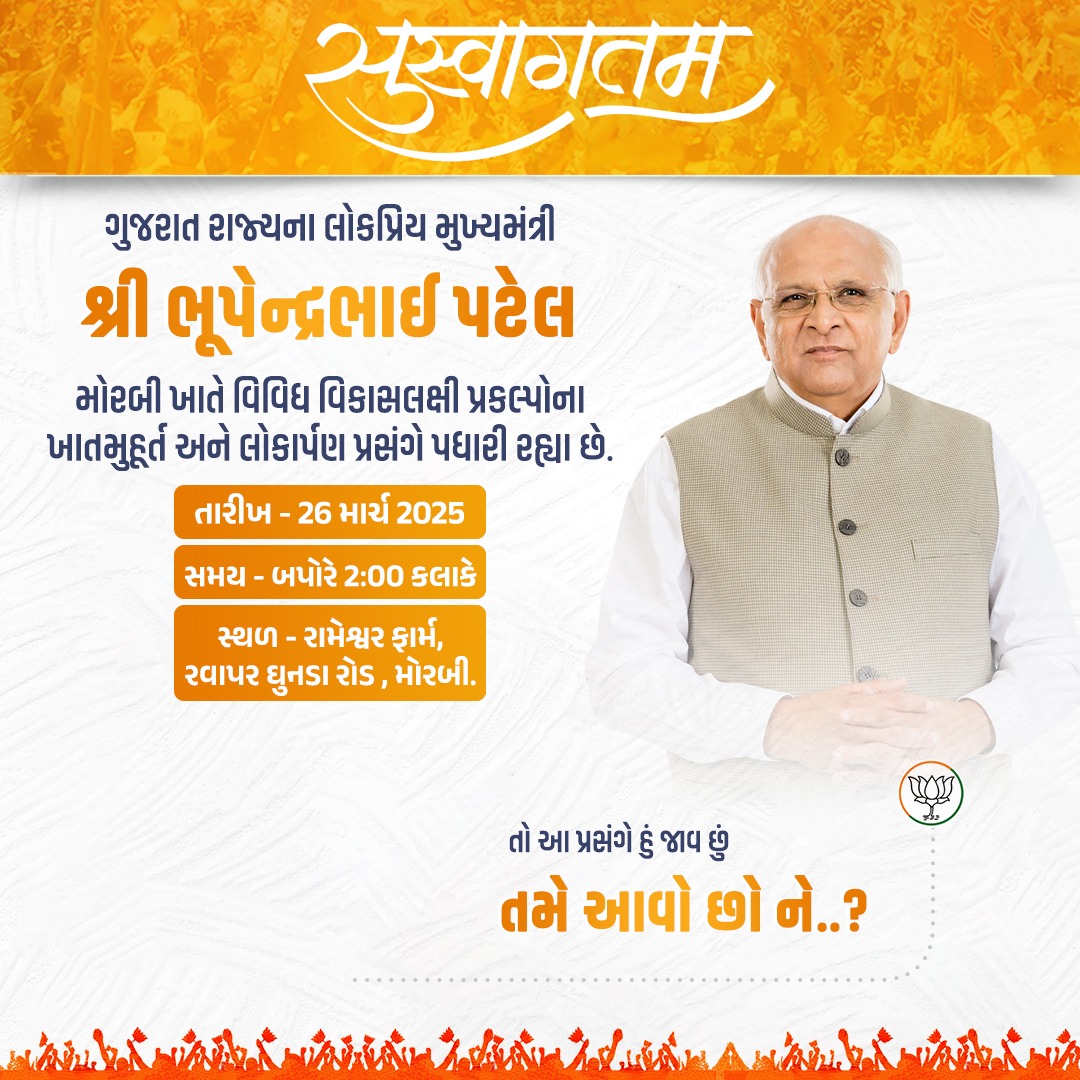 સુસ્વાગતમ
ગુજરાત રાજ્યના લોકપ્રિય મુખ્યમંત્રી
શ્રી ભૂપેન્દ્રભાઈ પટેલ
મોરબી ખાતે વિવિધ વિકાસલક્ષી પ્રકલ્પોના
ખાતમુહૂર્ત અને લોકાર્પણ પ્રસંગે પધારી રહ્યા છે.
તારીખ - 26 માર્ચ 2025
સમય - બપોરે 2:00 કલાકે
સ્થળ - રામેશ્વર ફાર્મ,
રવાપર ઘુનડા રોડ , મોરબી.
તો આ પ્રસંગે હું જાવ છું
તમે આવો છો ને..?